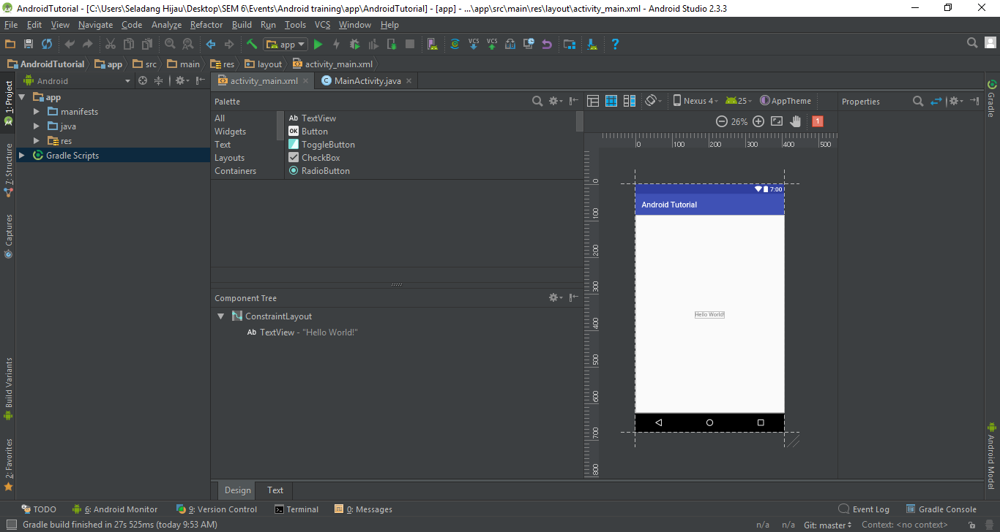 AndroidTutorial - [C:\Users\Seladang Hijau\Desktop\SEM 6\Events\Android training\app\AndroidTutorial] - [app] - ...\app\src\main\res\layout\activity_main.xml - Android Studio 2.3.3
File Edit View Navigate Code Analyze Refactor Build Run Tools VCS Window Help
app VCS VCS ?
AndroidTutorial app src main res layout activity_main.xml
Android
activity_main.xml MainActivity.java
1: Project
7: Structure
Captures
Build Variants
2: Favorites
app
manifests
java
res
Gradle Scripts
Palette
All
Widgets
Text
Layouts
Containers
Ab TextView
OK Button
ToggleButton
CheckBox
RadioButton
Component Tree
ConstraintLayout
Ab TextView - "Hello World!"
Nexus 4 25 AppTheme
26% 1
0 100 200 300 400 500
0
100
200
300
400
500
600
700
800
7:00
Android Tutorial
Hello World!
Properties
Gradle
Android Model
Design Text
TODO 6: Android Monitor 9: Version Control Terminal 0: Messages Event Log Gradle Console
Gradle build finished in 27s 525ms (today 9:53 AM) n/a n/a Git: master Context: <no context>